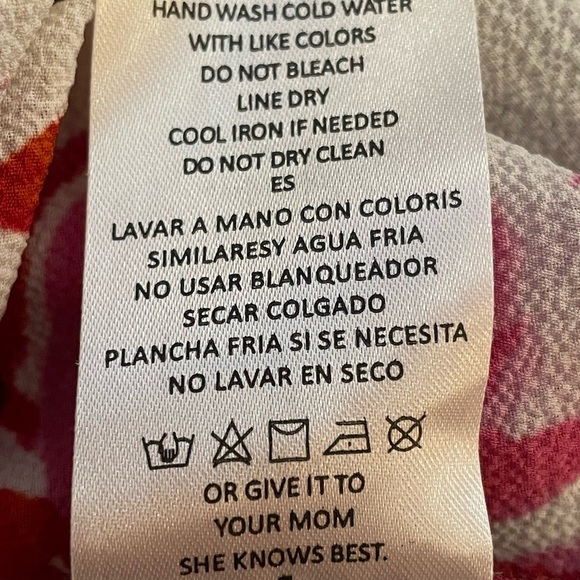 HAND WASH COLD WATER
WITH LIKE COLORS
DO NOT BLEACH
LINE DRY
COOL IRON IF NEEDED
DO NOT DRY CLEAN
ES
LAVAR A MANO CON COLORIS
SIMILARESY AGUA FRIA
NO USAR BLANQUEADOR
SECAR COLGADO
PLANCHA FRIA SI SE NECESITA
NO LAVAR EN SECO
OR GIVE IT TO
YOUR MOM
SHE KNOWS BEST.